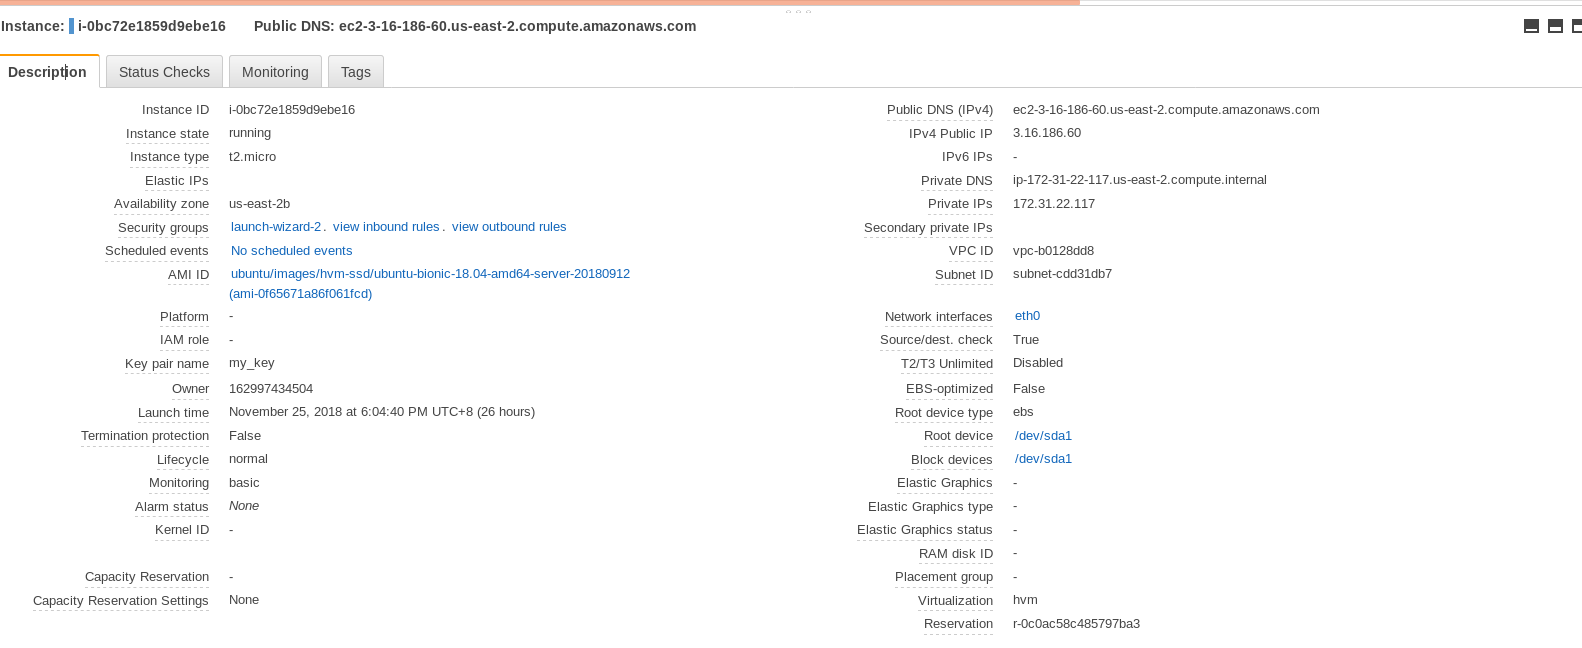 Instance: i-0bc72e1859d9ebe16 Public DNS: ec2-3-16-186-60.us-east-2.compute.amazonaws.com
Description Status Checks Monitoring Tags
Instance ID i-0bc72e1859d9ebe16
Instance state running
Instance type t2.micro
Elastic IPs
Availability zone us-east-2b
Security groups launch-wizard-2. view inbound rules. view outbound rules
Scheduled events No scheduled events
AMI ID ubuntu/images/hvm-ssd/ubuntu-bionic-18.04-amd64-server-20180912
(ami-0f65671a86f061fcd)
Platform -
IAM role -
Key pair name my_key
Owner 162997434504
Launch time November 25, 2018 at 6:04:40 PM UTC+8 (26 hours)
Termination protection False
Lifecycle normal
Monitoring basic
Alarm status None
Kernel ID -
Capacity Reservation -
Capacity Reservation Settings None
Public DNS (IPv4) ec2-3-16-186-60.us-east-2.compute.amazonaws.com
IPv4 Public IP 3.16.186.60
IPv6 IPs -
Private DNS ip-172-31-22-117.us-east-2.compute.internal
Private IPs 172.31.22.117
Secondary private IPs
VPC ID vpc-b0128dd8
Subnet ID subnet-cdd31db7
Network interfaces eth0
Source/dest. check True
T2/T3 Unlimited Disabled
EBS-optimized False
Root device type ebs
Root device /dev/sda1
Block devices /dev/sda1
Elastic Graphics -
Elastic Graphics type -
Elastic Graphics status -
RAM disk ID -
Placement group -
Virtualization hvm
Reservation r-0c0ac58c485797ba3